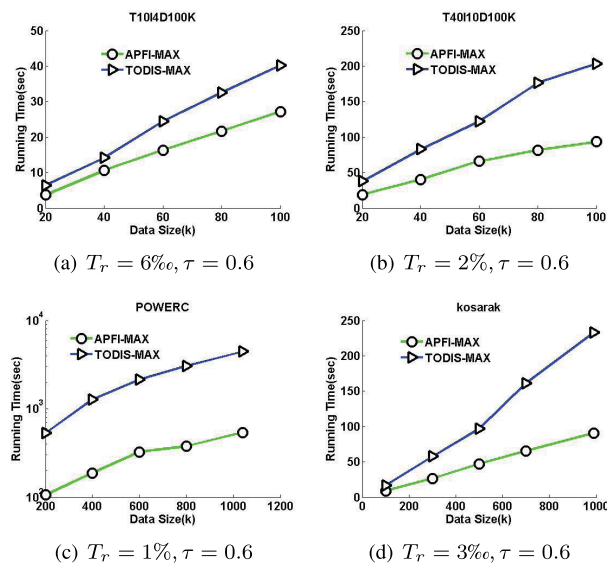 T10I4D100K
50
40
30
20
10
0
Running Time(sec)
APFI-MAX
TODIS-MAX
20 40 60 80 100
Data Size(k)
(a) T_r = 6‰, τ = 0.6
T40I10D100K
250
200
150
100
50
0
Running Time(sec)
APFI-MAX
TODIS-MAX
20 40 60 80 100
Data Size(k)
(b) T_r = 2%, τ = 0.6
POWERC
10^4
10^3
10^2
Running Time(sec)
APFI-MAX
TODIS-MAX
200 400 600 800 1000 1200
Data Size(k)
(c) T_r = 1%, τ = 0.6
kosarak
250
200
150
100
50
0
Running Time(sec)
APFI-MAX
TODIS-MAX
0 200 400 600 800 1000
Data Size(k)
(d) T_r = 3‰, τ = 0.6